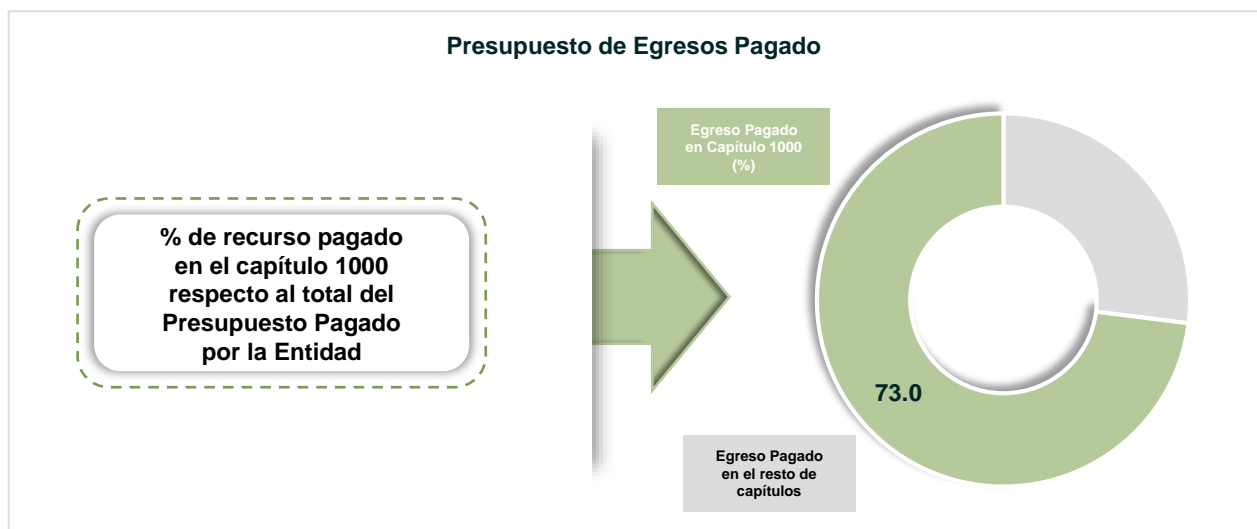 Presupuesto de Egresos Pagado
Egreso Pagado
en Capítulo 1000
(%)
% de recurso pagado
en el capítulo 1000
respecto al total del
Presupuesto Pagado
por la Entidad
73.0
Egreso Pagado
en el resto de
capítulos